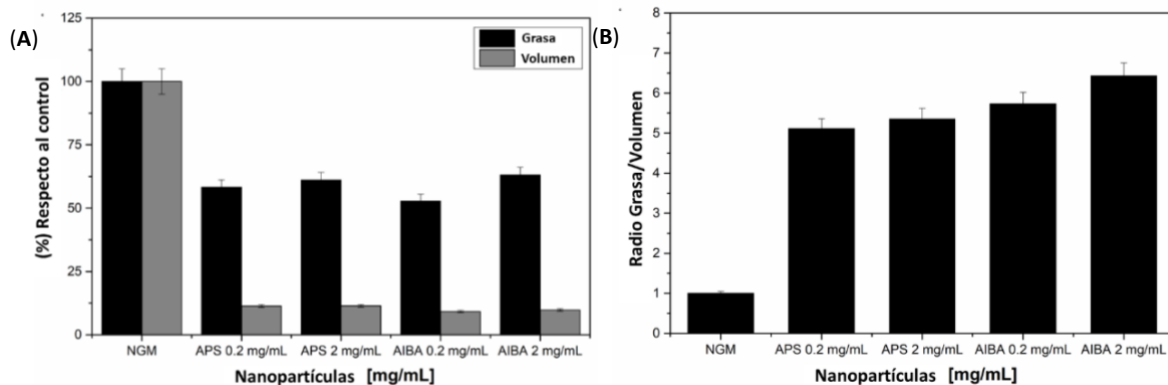 (A)
(%) Respecto al control
125
100
75
50
25
0
Grasa
Volumen
NGM
APS 0.2 mg/mL
APS 2 mg/mL
AIBA 0.2 mg/mL
AIBA 2 mg/mL
Nanopartículas [mg/mL]
(B)
Radio Grasa/Volumen
8
7
6
5
4
3
2
1
0
NGM
APS 0.2 mg/mL
APS 2 mg/mL
AIBA 0.2 mg/mL
AIBA 2 mg/mL
Nanopartículas [mg/mL]